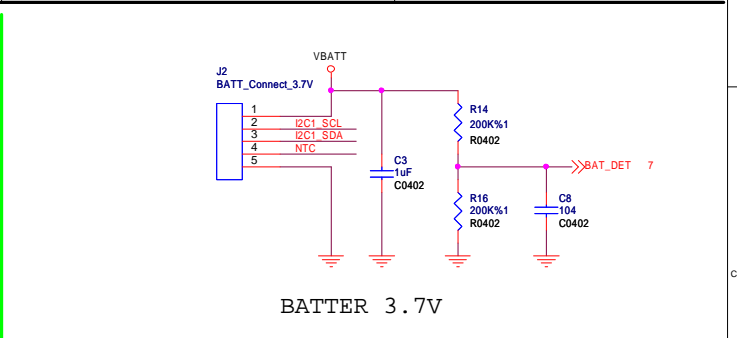 VBATT
J2
BATT_Connect_3.7V
1
2 I2C1_SCL
3 I2C1_SDA
4 NTC
5
R14
200K%1
R0402
C3
1uF
C0402
BAT_DET 7
R16
200K%1
R0402
C8
104
C0402
C
BATTER 3.7V